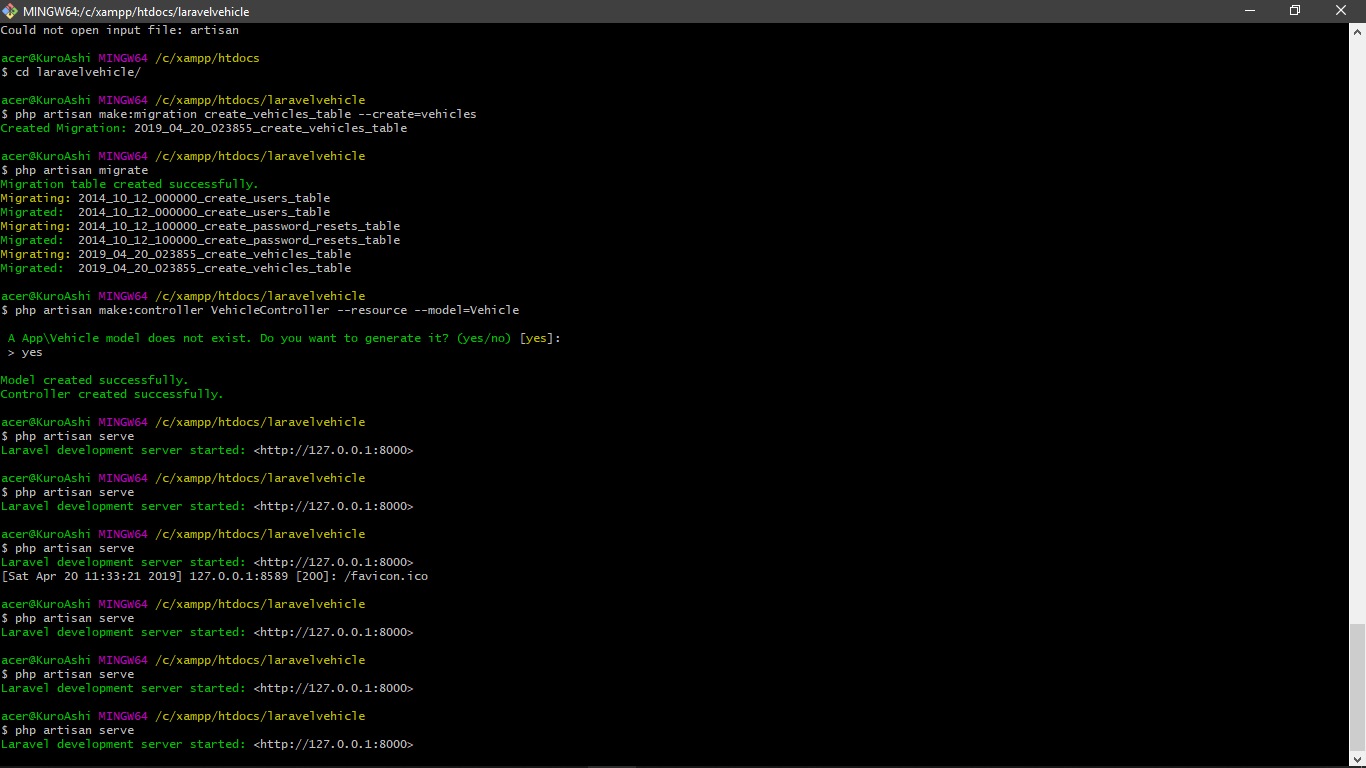 MINGW64:/c/xampp/htdocs/laravelvehicle
Could not open input file: artisan
acer@KuroAshi MINGW64 /c/xampp/htdocs
$ cd laravelvehicle/
acer@KuroAshi MINGW64 /c/xampp/htdocs/laravelvehicle
$ php artisan make:migration create_vehicles_table --create=vehicles
Created Migration: 2019_04_20_023855_create_vehicles_table
acer@KuroAshi MINGW64 /c/xampp/htdocs/laravelvehicle
$ php artisan migrate
Migration table created successfully.
Migrating: 2014_10_12_000000_create_users_table
Migrated:  2014_10_12_000000_create_users_table
Migrating: 2014_10_12_100000_create_password_resets_table
Migrated:  2014_10_12_100000_create_password_resets_table
Migrating: 2019_04_20_023855_create_vehicles_table
Migrated:  2019_04_20_023855_create_vehicles_table
acer@KuroAshi MINGW64 /c/xampp/htdocs/laravelvehicle
$ php artisan make:controller VehicleController --resource --model=Vehicle
A App\Vehicle model does not exist. Do you want to generate it? (yes/no) [yes]:
> yes
Model created successfully.
Controller created successfully.
acer@KuroAshi MINGW64 /c/xampp/htdocs/laravelvehicle
$ php artisan serve
Laravel development server started: <http://127.0.0.1:8000>
acer@KuroAshi MINGW64 /c/xampp/htdocs/laravelvehicle
$ php artisan serve
Laravel development server started: <http://127.0.0.1:8000>
acer@KuroAshi MINGW64 /c/xampp/htdocs/laravelvehicle
$ php artisan serve
Laravel development server started: <http://127.0.0.1:8000>
[Sat Apr 20 11:33:21 2019] 127.0.0.1:8589 [200]: /favicon.ico
acer@KuroAshi MINGW64 /c/xampp/htdocs/laravelvehicle
$ php artisan serve
Laravel development server started: <http://127.0.0.1:8000>
acer@KuroAshi MINGW64 /c/xampp/htdocs/laravelvehicle
$ php artisan serve
Laravel development server started: <http://127.0.0.1:8000>
acer@KuroAshi MINGW64 /c/xampp/htdocs/laravelvehicle
$ php artisan serve
Laravel development server started: <http://127.0.0.1:8000>